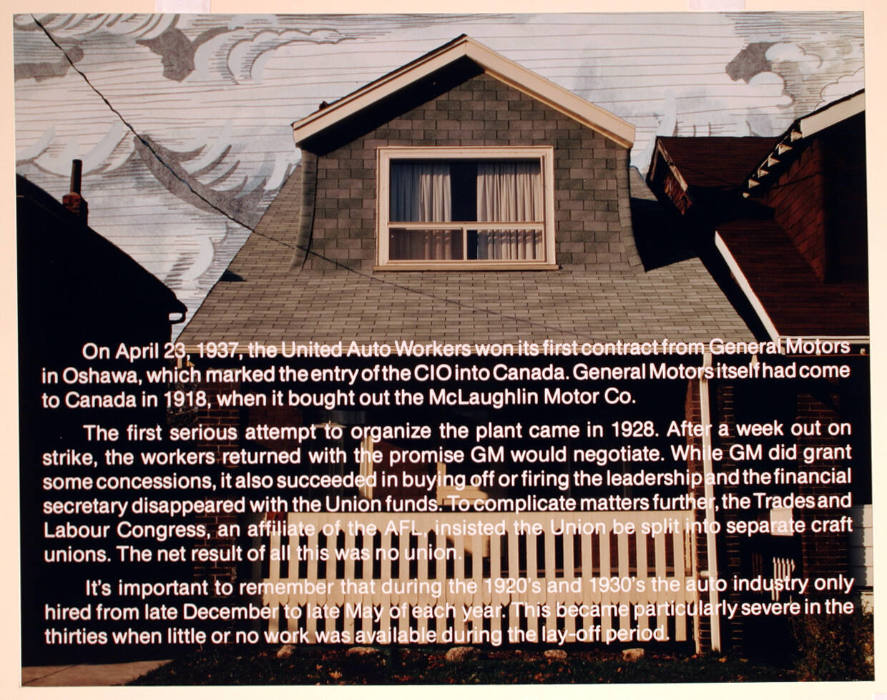 On April 23, 1937, the United Auto Workers won its first contract from General Motors
in Oshawa, which marked the entry of the CIO into Canada. General Motors itself had come
to Canada in 1918, when it bought out the McLaughlin Motor Co.
The first serious attempt to organize the plant came in 1928. After a week out on
strike, the workers returned with the promise GM would negotiate. While GM did grant
some concessions, it also succeeded in buying off or firing the leadership and the financial
secretary disappeared with the Union funds. To complicate matters further, the Trades and
Labour Congress, an affiliate of the AFL, insisted the Union be split into separate craft
unions. The net result of all this was no union.
It's important to remember that during the 1920's and 1930's the auto industry only
hired from late December to late May of each year. This became particularly severe in the
thirties when little or no work was available during the lay-off period.